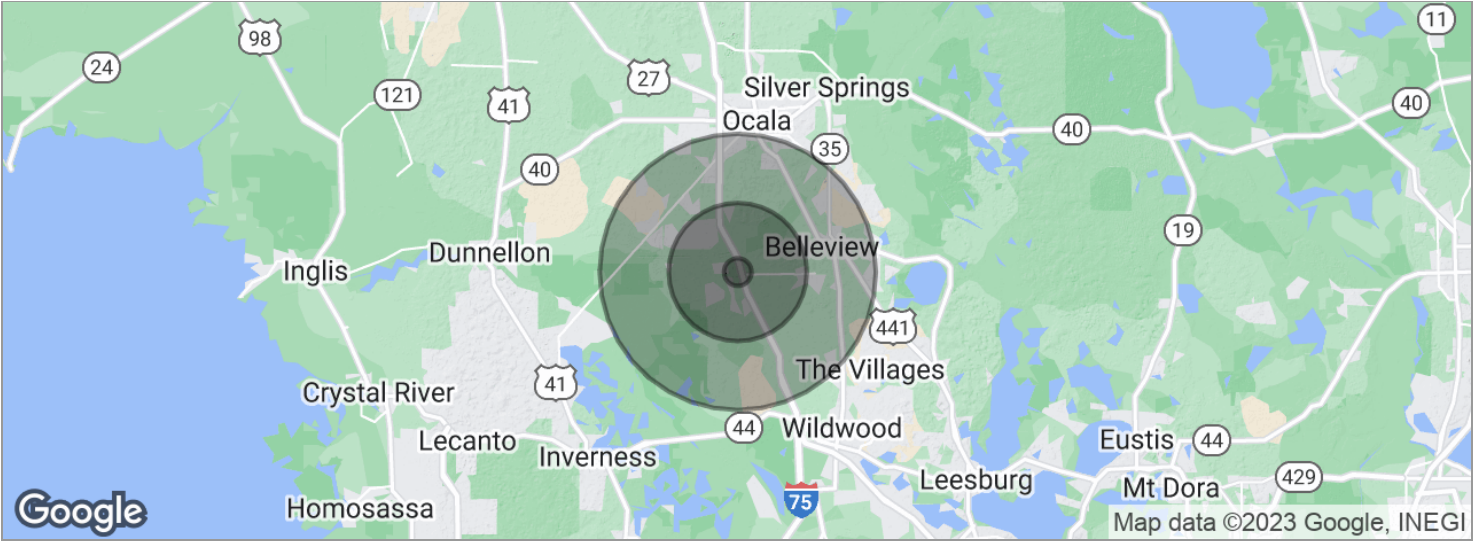 11
98
24
27
121
41
Silver Springs
40
Ocala
40
35
40
19
Belleview
Dunnellon
Inglis
441
The Villages
41
Crystal River
44
Wildwood
Lecanto
Eustis
44
Inverness
Leesburg
429
Mt Dora
75
Homosassa
Google
Map data ©2023 Google, INEGI